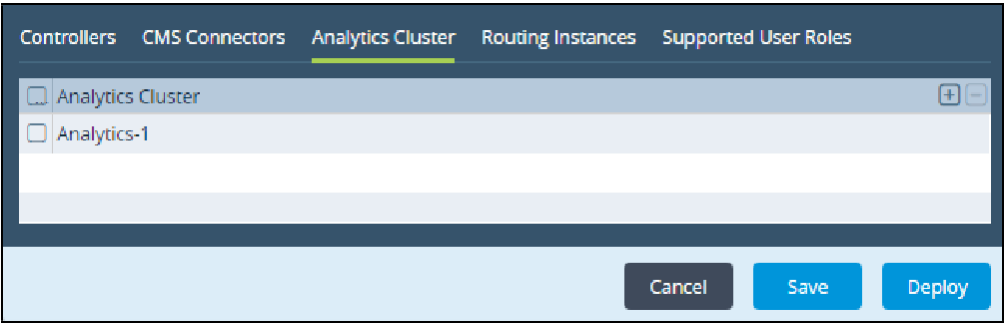 Controllers CMS Connectors Analytics Cluster Routing Instances Supported User Roles
Analytics Cluster
Analytics-1
Cancel Save Deploy